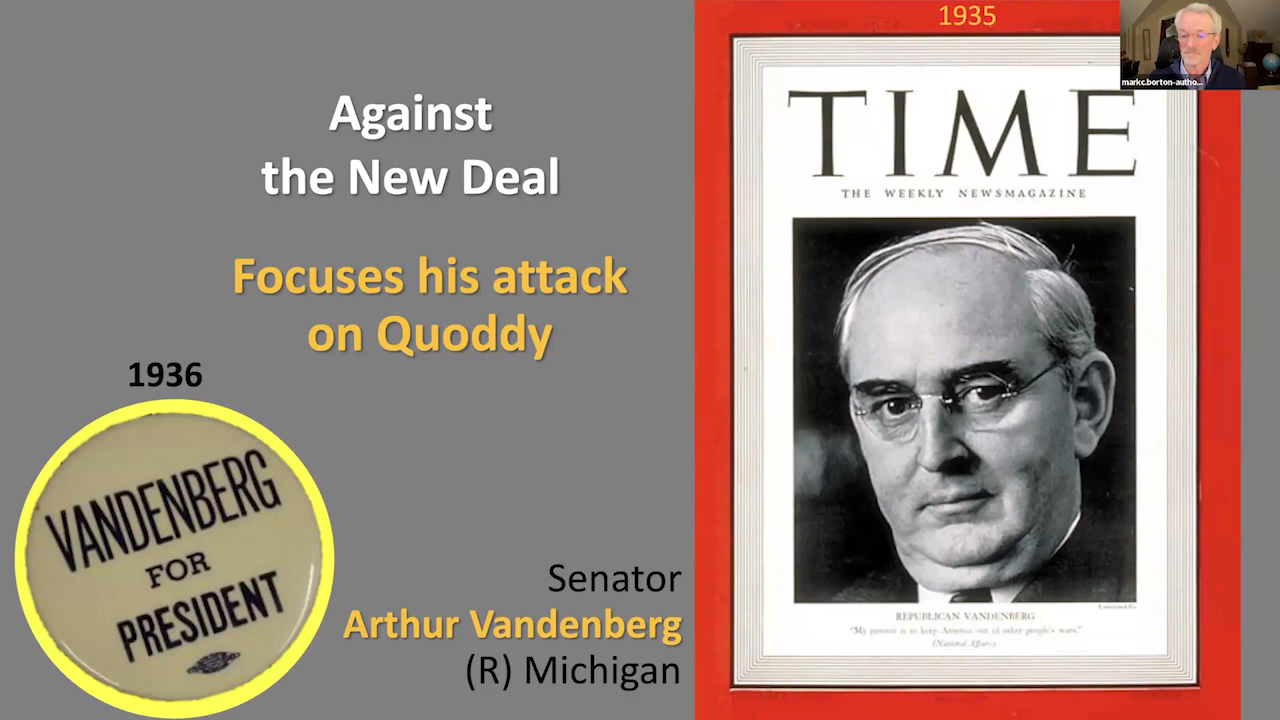 Against
the New Deal
Focuses his attack
on Quoddy
1936
VANDENBERG
FOR
PRESIDENT
Senator
Arthur Vandenberg
(R) Michigan
1935
TIME
THE WEEKLY NEWSMAGAZINE
REPUBLICAN VANDENBERG
"My passion is to keep America out of other people's wars."
(National Affairs)
markc.borton-autho...